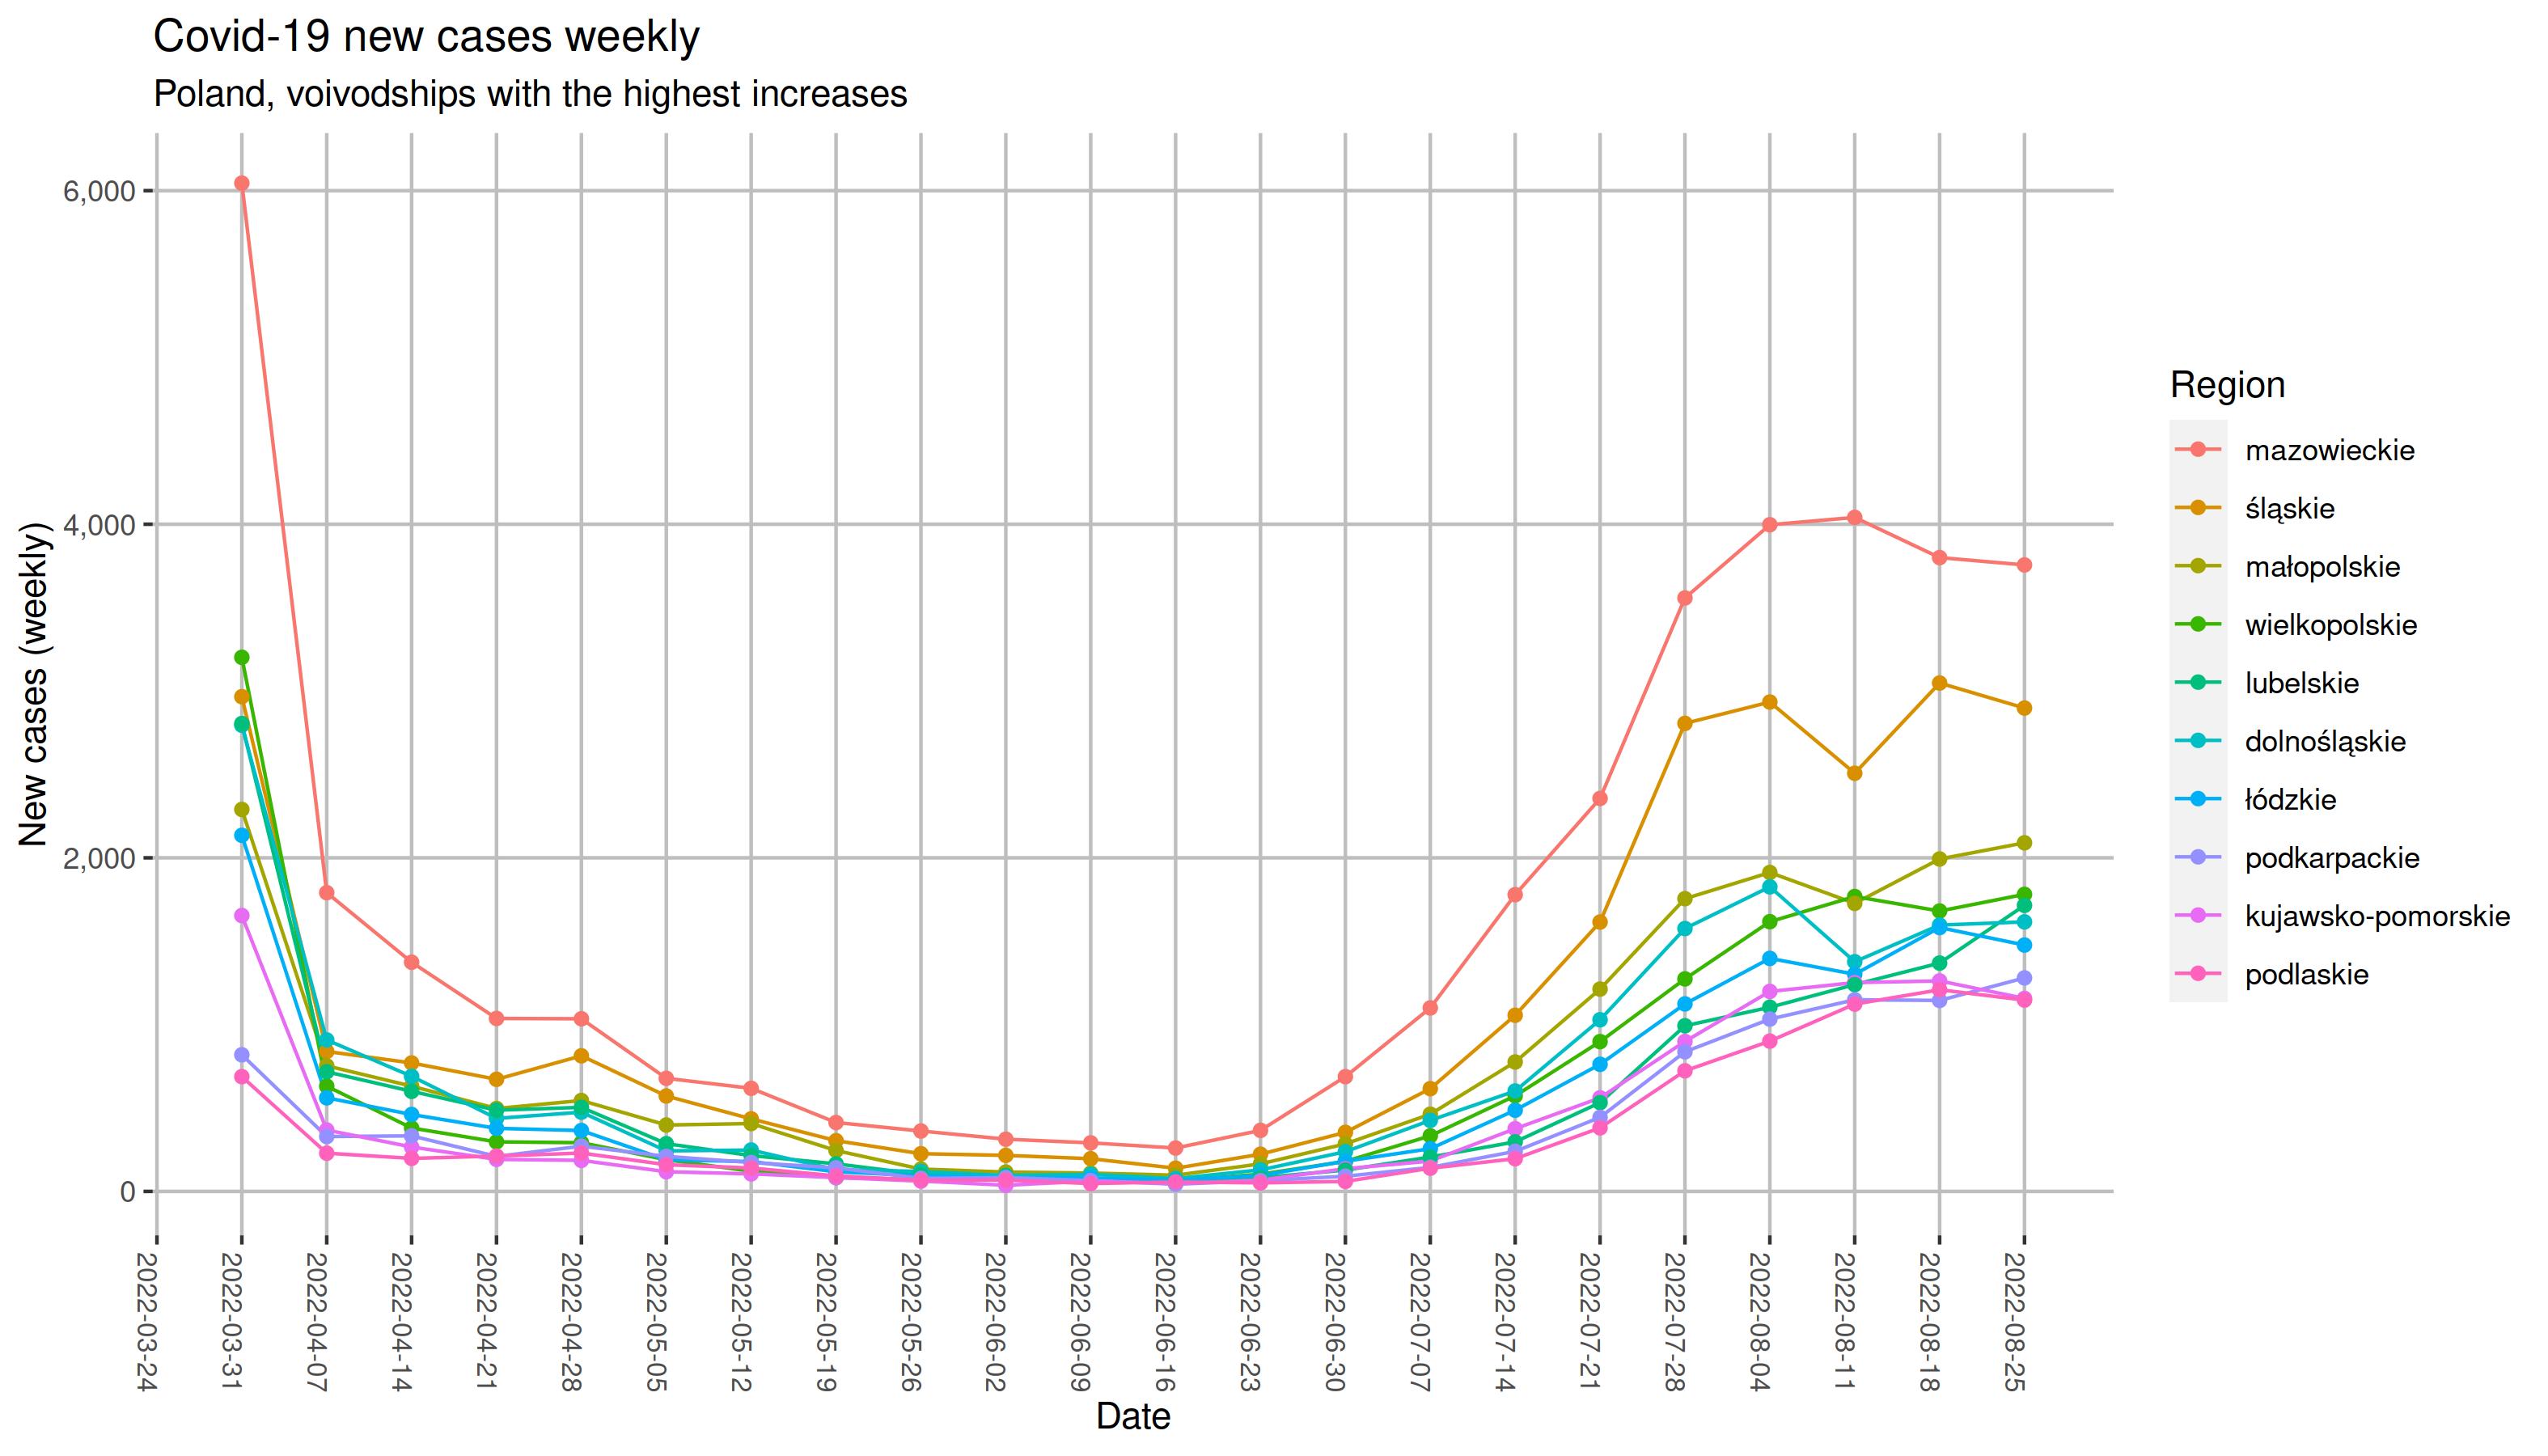 Covid-19 new cases weekly
Poland, voivodships with the highest increases
New cases (weekly)
6,000
4,000
2,000
0
2022-03-24
2022-03-31
2022-04-07
2022-04-14
2022-04-21
2022-04-28
2022-05-05
2022-05-12
2022-05-19
2022-05-26
2022-06-02
2022-06-09
2022-06-16
2022-06-23
2022-06-30
2022-07-07
2022-07-14
2022-07-21
2022-07-28
2022-08-04
2022-08-11
2022-08-18
2022-08-25
Date
Region
mazowieckie
śląskie
małopolskie
wielkopolskie
lubelskie
dolnośląskie
łódzkie
podkarpackie
kujawsko-pomorskie
podlaskie